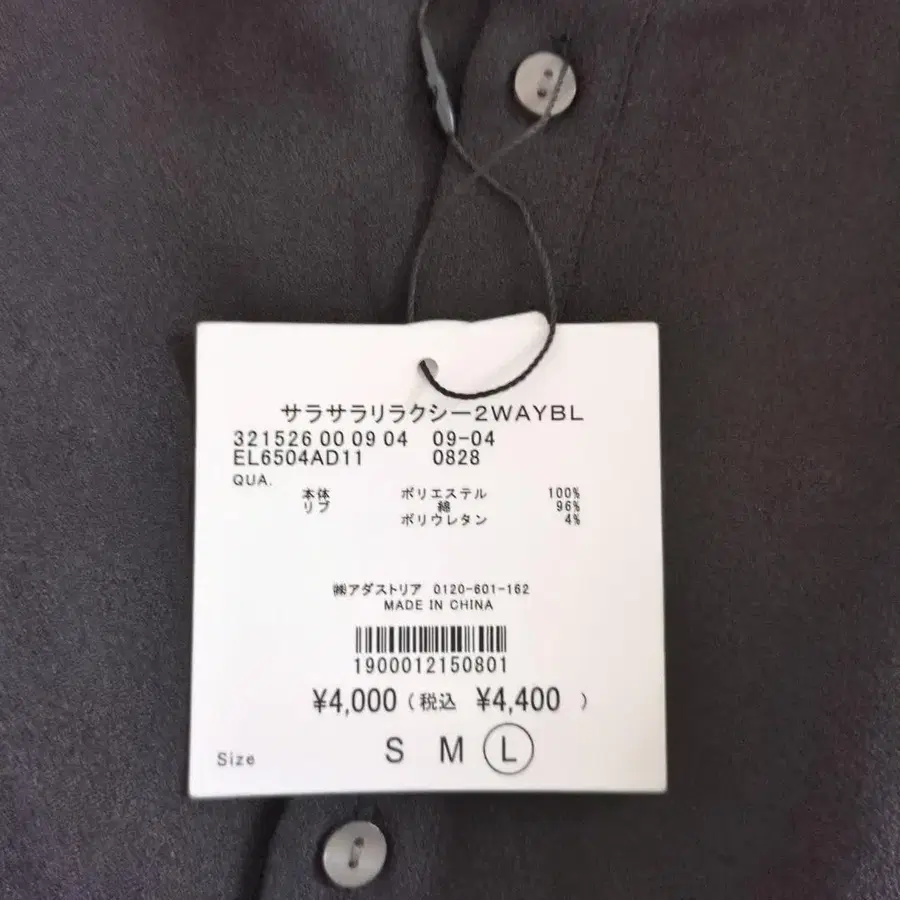 サラサラリラクシー2WAYBL
321526 00 09 04 09-04
EL6504AD11 0828
QUA.
本体 ポリエステル 100%
リブ 綿 96%
ポリウレタン 4%
㈱アダストリア 0120-601-162
MADE IN CHINA
1900012150801
¥4,000(税込 ¥4,400 )
Size S M L